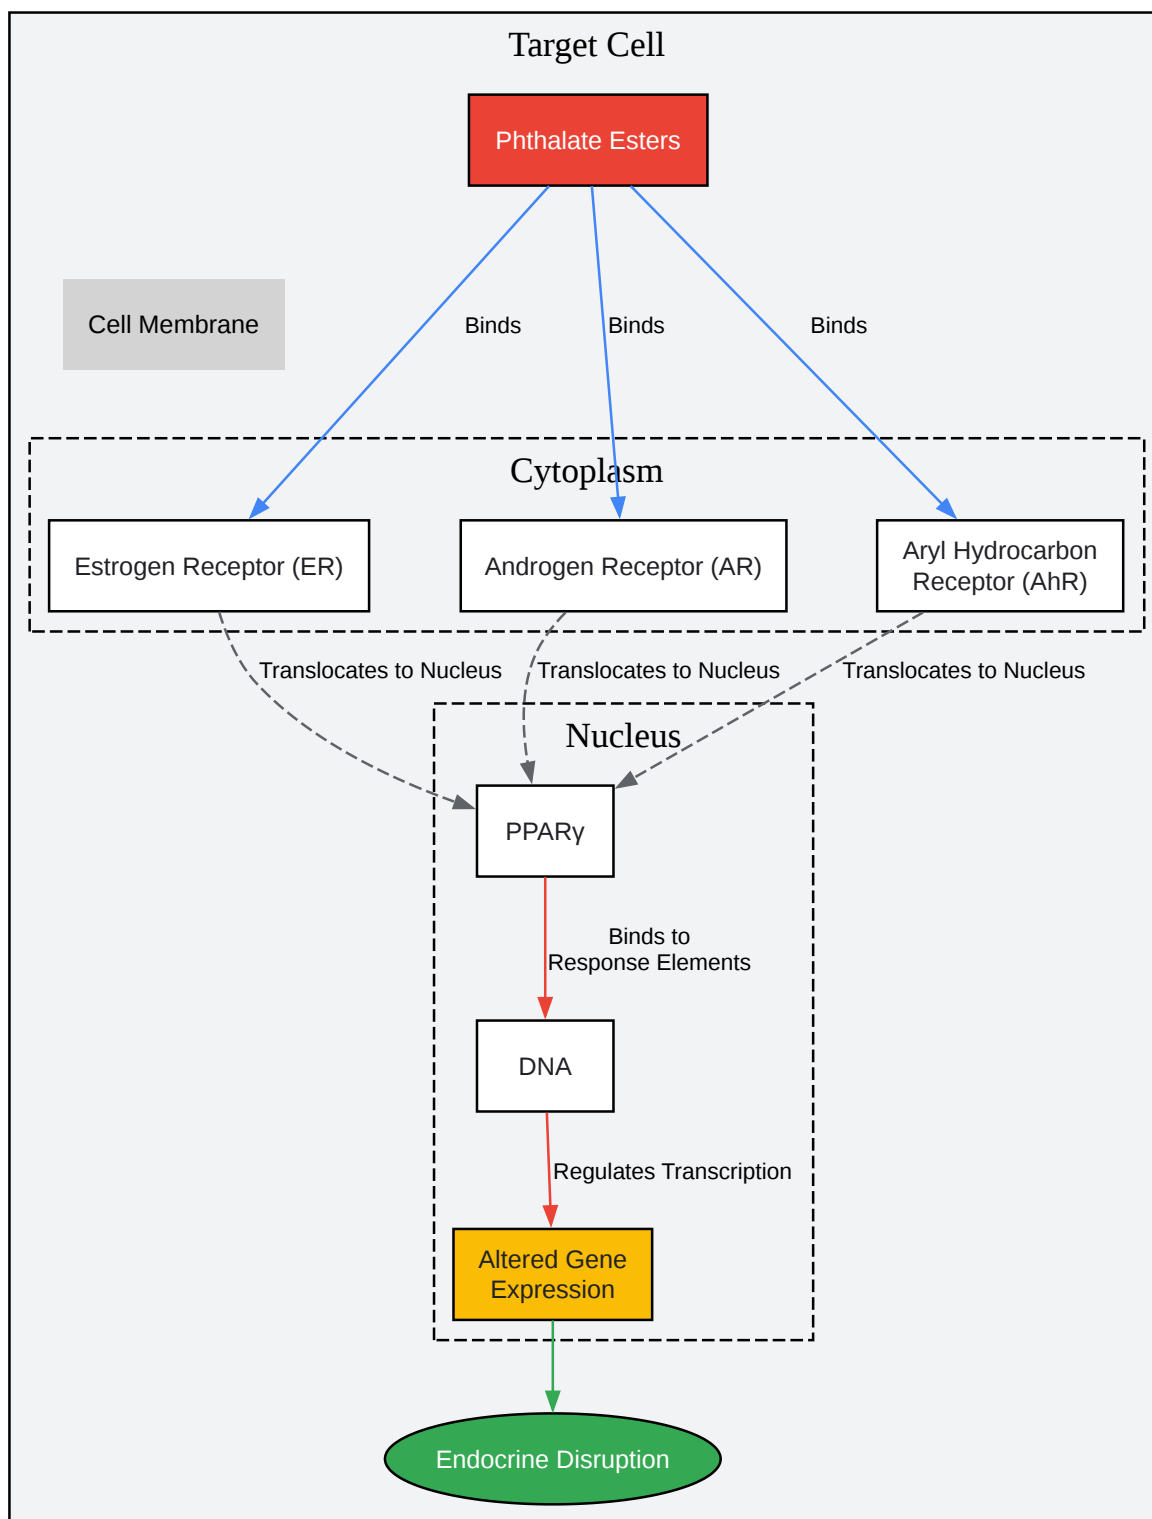 Target Cell
Phthalate Esters
Cell Membrane
Binds
Binds
Binds
Cytoplasm
Estrogen Receptor (ER)
Androgen Receptor (AR)
Aryl Hydrocarbon
Receptor (AhR)
Translocates to Nucleus
Translocates to Nucleus
Translocates to Nucleus
Nucleus
PPARγ
Binds to
Response Elements
DNA
Regulates Transcription
Altered Gene
Expression
Endocrine Disruption